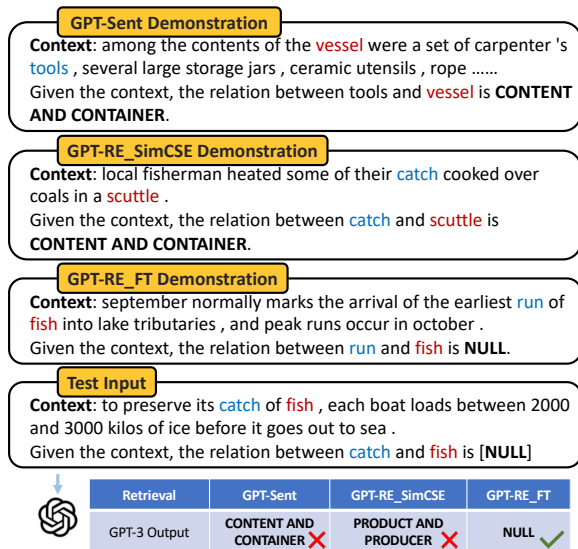 GPT-Sent Demonstration
Context: among the contents of the vessel were a set of carpenter 's
tools , several large storage jars , ceramic utensils , rope ......
Given the context, the relation between tools and vessel is CONTENT
AND CONTAINER.
GPT-RE_SimCSE Demonstration
Context: local fisherman heated some of their catch cooked over
coals in a scuttle .
Given the context, the relation between catch and scuttle is
CONTENT AND CONTAINER.
GPT-RE_FT Demonstration
Context: september normally marks the arrival of the earliest run of
fish into lake tributaries , and peak runs occur in october .
Given the context, the relation between run and fish is NULL.
Test Input
Context: to preserve its catch of fish , each boat loads between 2000
and 3000 kilos of ice before it goes out to sea .
Given the context, the relation between catch and fish is [NULL]
Retrieval GPT-Sent GPT-RE_SimCSE GPT-RE_FT
GPT-3 Output CONTENT AND CONTAINER PRODUCT AND PRODUCER NULL